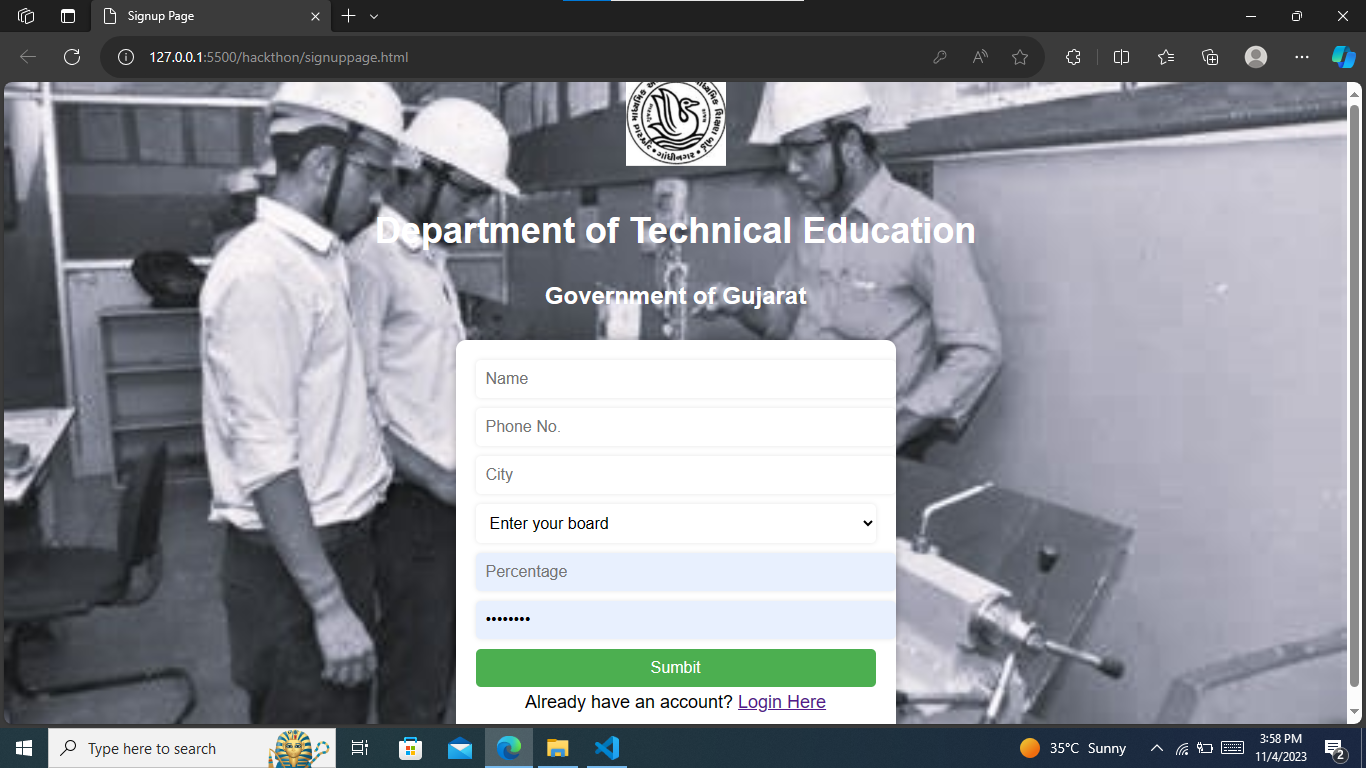 Signup Page
127.0.0.1:5500/hackthon/signuppage.html
Department of Technical Education
Government of Gujarat
Name
Phone No.
City
Enter your board
Percentage
••••••••
Sumbit
Already have an account? Login Here
Type here to search
35°C Sunny
3:58 PM
11/4/2023
2